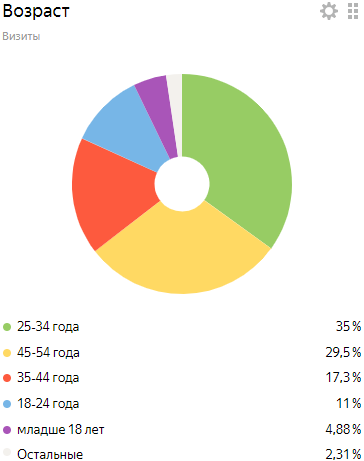 Возраст
Визиты
25-34 года 35 %
45-54 года 29,5 %
35-44 года 17,3 %
18-24 года 11 %
младше 18 лет 4,88 %
Остальные 2,31 %